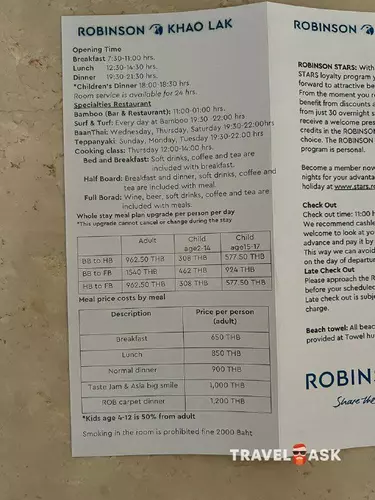 ROBINSON KHAO LAK
Opening Time
Breakfast 7:30-11:00 hrs.
Lunch 12:30-14:30 hrs.
Dinner 19:30-21:30 hrs.
*Children's Dinner 18:00-18:30 hrs.
Room service is available for 24 hrs.
Specialties Restaurant
Bamboo (Bar & Restaurant): 11:00-01:00 hrs.
Surf & Turf: Every day at Bamboo 19:30 22:00 hrs
BaanThai: Wednesday, Thursday, Saturday 19:30-22:00hrs
Teppanyaki: Sunday, Monday, Tuesday 19:30-22:00 hrs
Cooking class: Thursday 12:00-14:00 hrs.
Bed and Breakfast: Soft drinks, coffee and tea are
included with breakfast.
Half Board: Breakfast and dinner, soft drinks, coffee and
tea are included with meal.
Full Borad: Wine, beer, soft drinks, coffee and tea are
included with meals.
Whole stay meal plan upgrade per person per day
*This upgrade cannot cancel or change during the stay
Adult Child age2-14 Child age15-17
BB to HB 962.50 THB 308 THB 577.50 THB
BB to FB 1540 THB 462 THB 924 THB
HB to FB 962.50 THB 308 THB 577.50 THB
Meal price costs by meal
Description Price per person (adult)
Breakfast 650 THB
Lunch 850 THB
Normal dinner 900 THB
Taste Jam & Asia big smile 1,000 THB
ROB carpet dinner 1,200 THB
*Kids age 4-12 is 50% from adult
Smoking in the room is prohibited fine 2000 Baht
ROBINSON
ROBINSON STARS: With
STARS loyalty program y
forward to attractive be
From the moment you re
benefit from discounts a
from just 30 overnight s
receive a welcome prese
credits in the ROBINSON
choice. The ROBINSON
program is personal.
Become a member now
nights for your advanta
holiday at www.stars.r
Check Out
Check out time: 11:00 h
We recommend cashle
welcome to look at you
advance and pay it by
This way we can avoid
on the day of departur
Late Check Out
Please approach the R
before your scheduled
Late check out is subje
charge.
Beach towel: All beac
provided at Towel hu
ROBINS
Share the
TRAVEL ASK